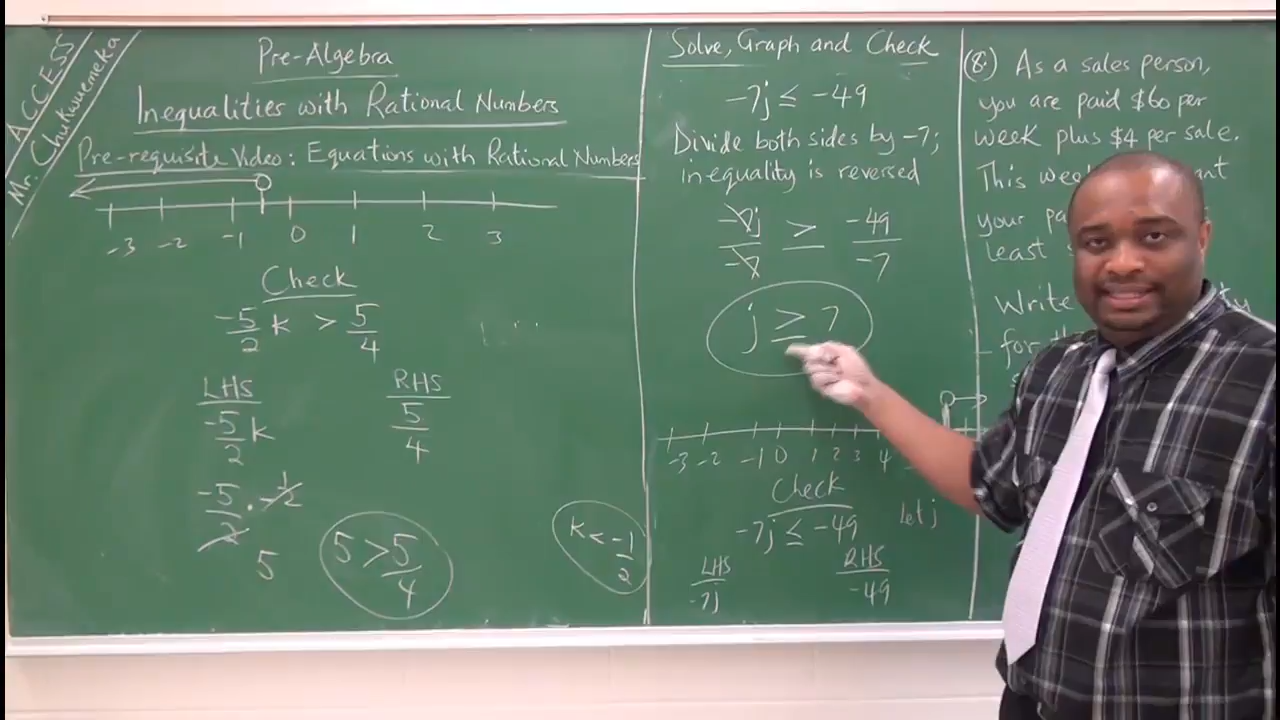 ACCESS
Mr. Chukwuemeka
Pre-Algebra
Inequalities with Rational Numbers
Pre-requisite Video: Equations with Rational Numbers
-3 -2 -1 0 1 2 3
Check
-5/2 k > 5/4
LHS RHS
-5/2 k 5/4
-5/2 · -1/2
5
5 > 5/4
k < -1/2
Solve, Graph and Check
-7j ≤ -49
Divide both sides by -7;
inequality is reversed
-7j/-7 ≥ -49/-7
j ≥ 7
-3 -2 -1 0 1 2 3 4
Check
-7j ≤ -49 Let j
LHS RHS
-7j -49
(8.) As a sales person,
you are paid $60 per
week plus $4 per sale.
This
your
least
Write
for